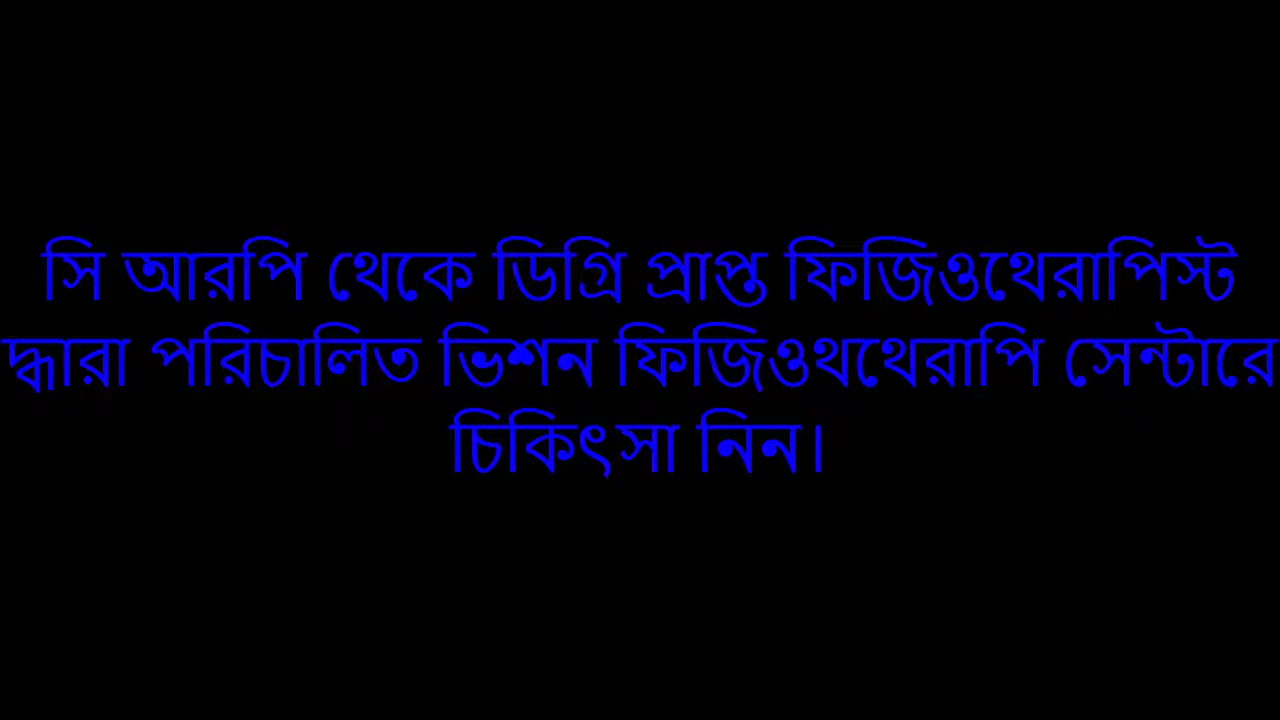 সি আরপি থেকে ডিগ্রি প্রাপ্ত ফিজিওথেরাপিস্ট
দ্ধারা পরিচালিত ভিশন ফিজিওথথেরাপি সেন্টারে
চিকিৎসা নিন।